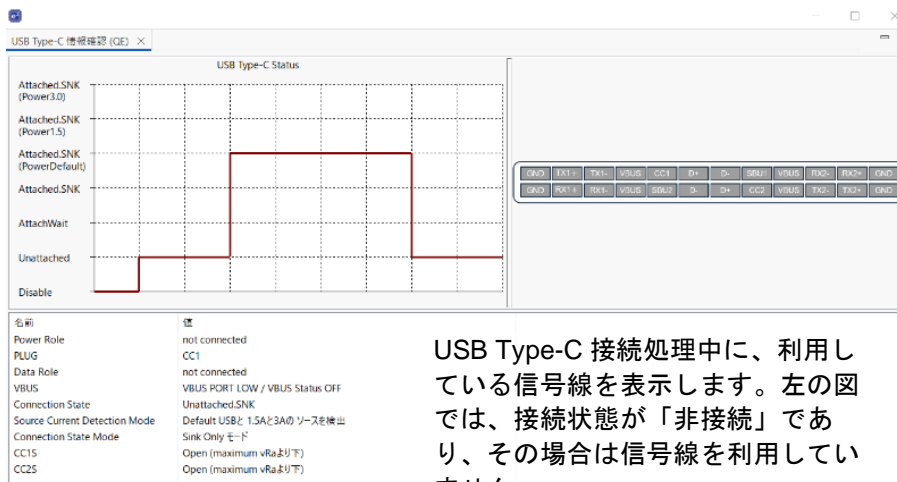 USB Type-C 情報確認 (QE)
USB Type-C Status
Attached.SNK
(Power3.0)
Attached.SNK
(Power1.5)
Attached.SNK
(PowerDefault)
Attached.SNK
AttachWait
Unattached
Disable
GND TX1+ TX1- VBUS CC1 D+ D- SBU1 VBUS RX2- RX2+ GND
GND RX1+ RX1- VBUS SBU2 D- D+ CC2 VBUS TX2- TX2+ GND
名前 値
Power Role not connected
PLUG CC1
Data Role not connected
VBUS VBUS PORT LOW / VBUS Status OFF
Connection State Unattached.SNK
Source Current Detection Mode Default USBと 1.5Aと3Aの ソースを検出
Connection State Mode Sink Only モード
CC1S Open (maximum vRaより下)
CC2S Open (maximum vRaより下)
USB Type-C 接続処理中に、利用し
ている信号線を表示します。左の図
では、接続状態が「非接続」であ
り、その場合は信号線を利用してい